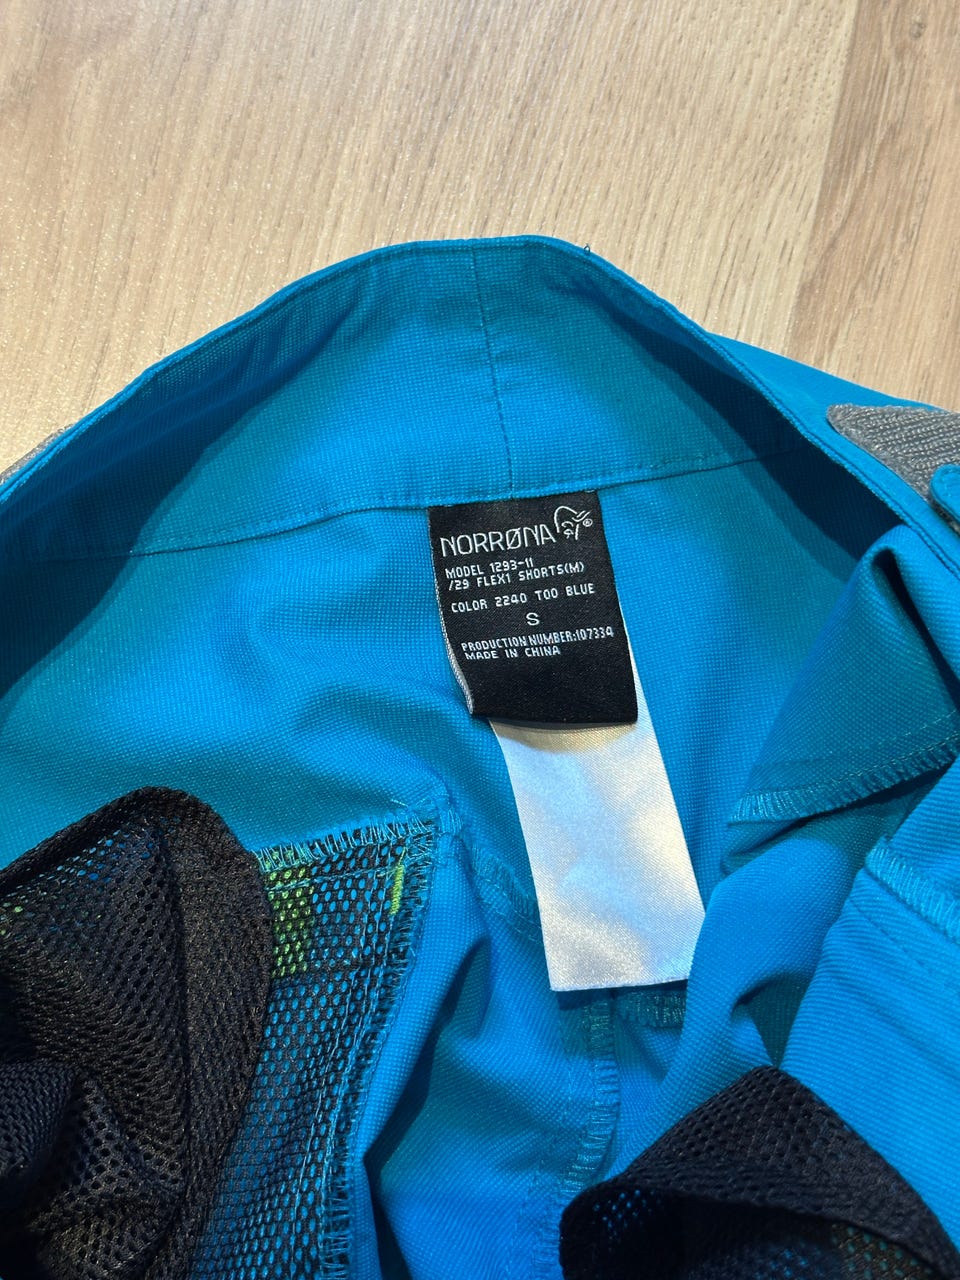 NORRØNA®
MODEL 1293-11
/29 FLEX1 SHORTS(M)
COLOR 2240 TOO BLUE
S
PRODUCTION NUMBER:107334
MADE IN CHINA